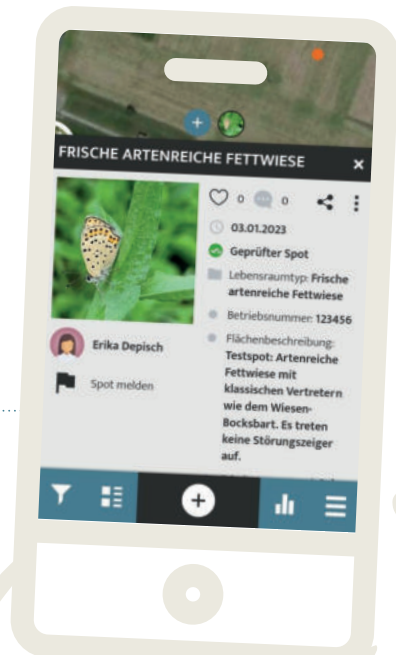 FRISCHE ARTENREICHE FETTWIESE ×
0 0
03.01.2023
Geprüfter Spot
Lebensraumtyp: Frische
artenreiche Fettwiese
Betriebsnummer: 123456
Flächenbeschreibung:
Testspot: Artenreiche
Fettwiese mit
klassischen Vertretern
wie dem Wiesen-
Bocksbart. Es treten
keine Störungszeiger
auf.
Erika Depisch
Spot melden